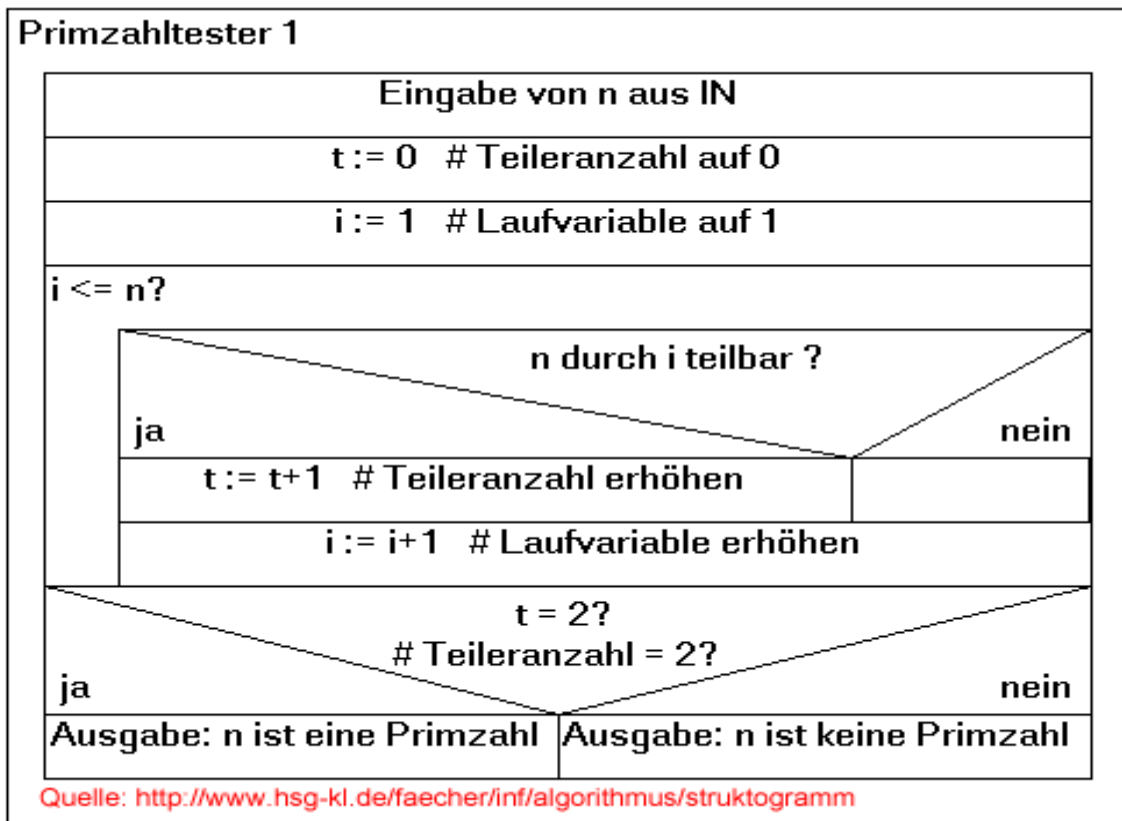 Primzahltester 1
Eingabe von n aus IN
t := 0 # Teileranzahl auf 0
i := 1 # Laufvariable auf 1
i <= n?
n durch i teilbar ?
ja
nein
t := t+1 # Teileranzahl erhöhen
i := i+1 # Laufvariable erhöhen
t = 2?
# Teileranzahl = 2?
ja
nein
Ausgabe: n ist eine Primzahl
Ausgabe: n ist keine Primzahl
Quelle: http://www.hsg-kl.de/faecher/inf/algorithmus/struktogramm